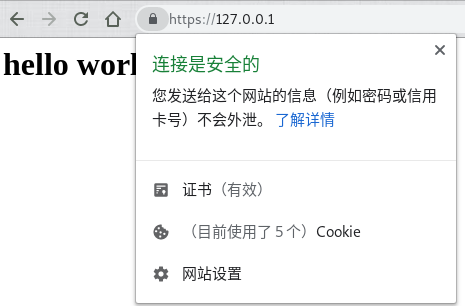 https://127.0.0.1
hello worl
连接是安全的
您发送给这个网站的信息（例如密码或信用
卡号）不会外泄。 了解详情
证书（有效）
（目前使用了 5 个）Cookie
网站设置